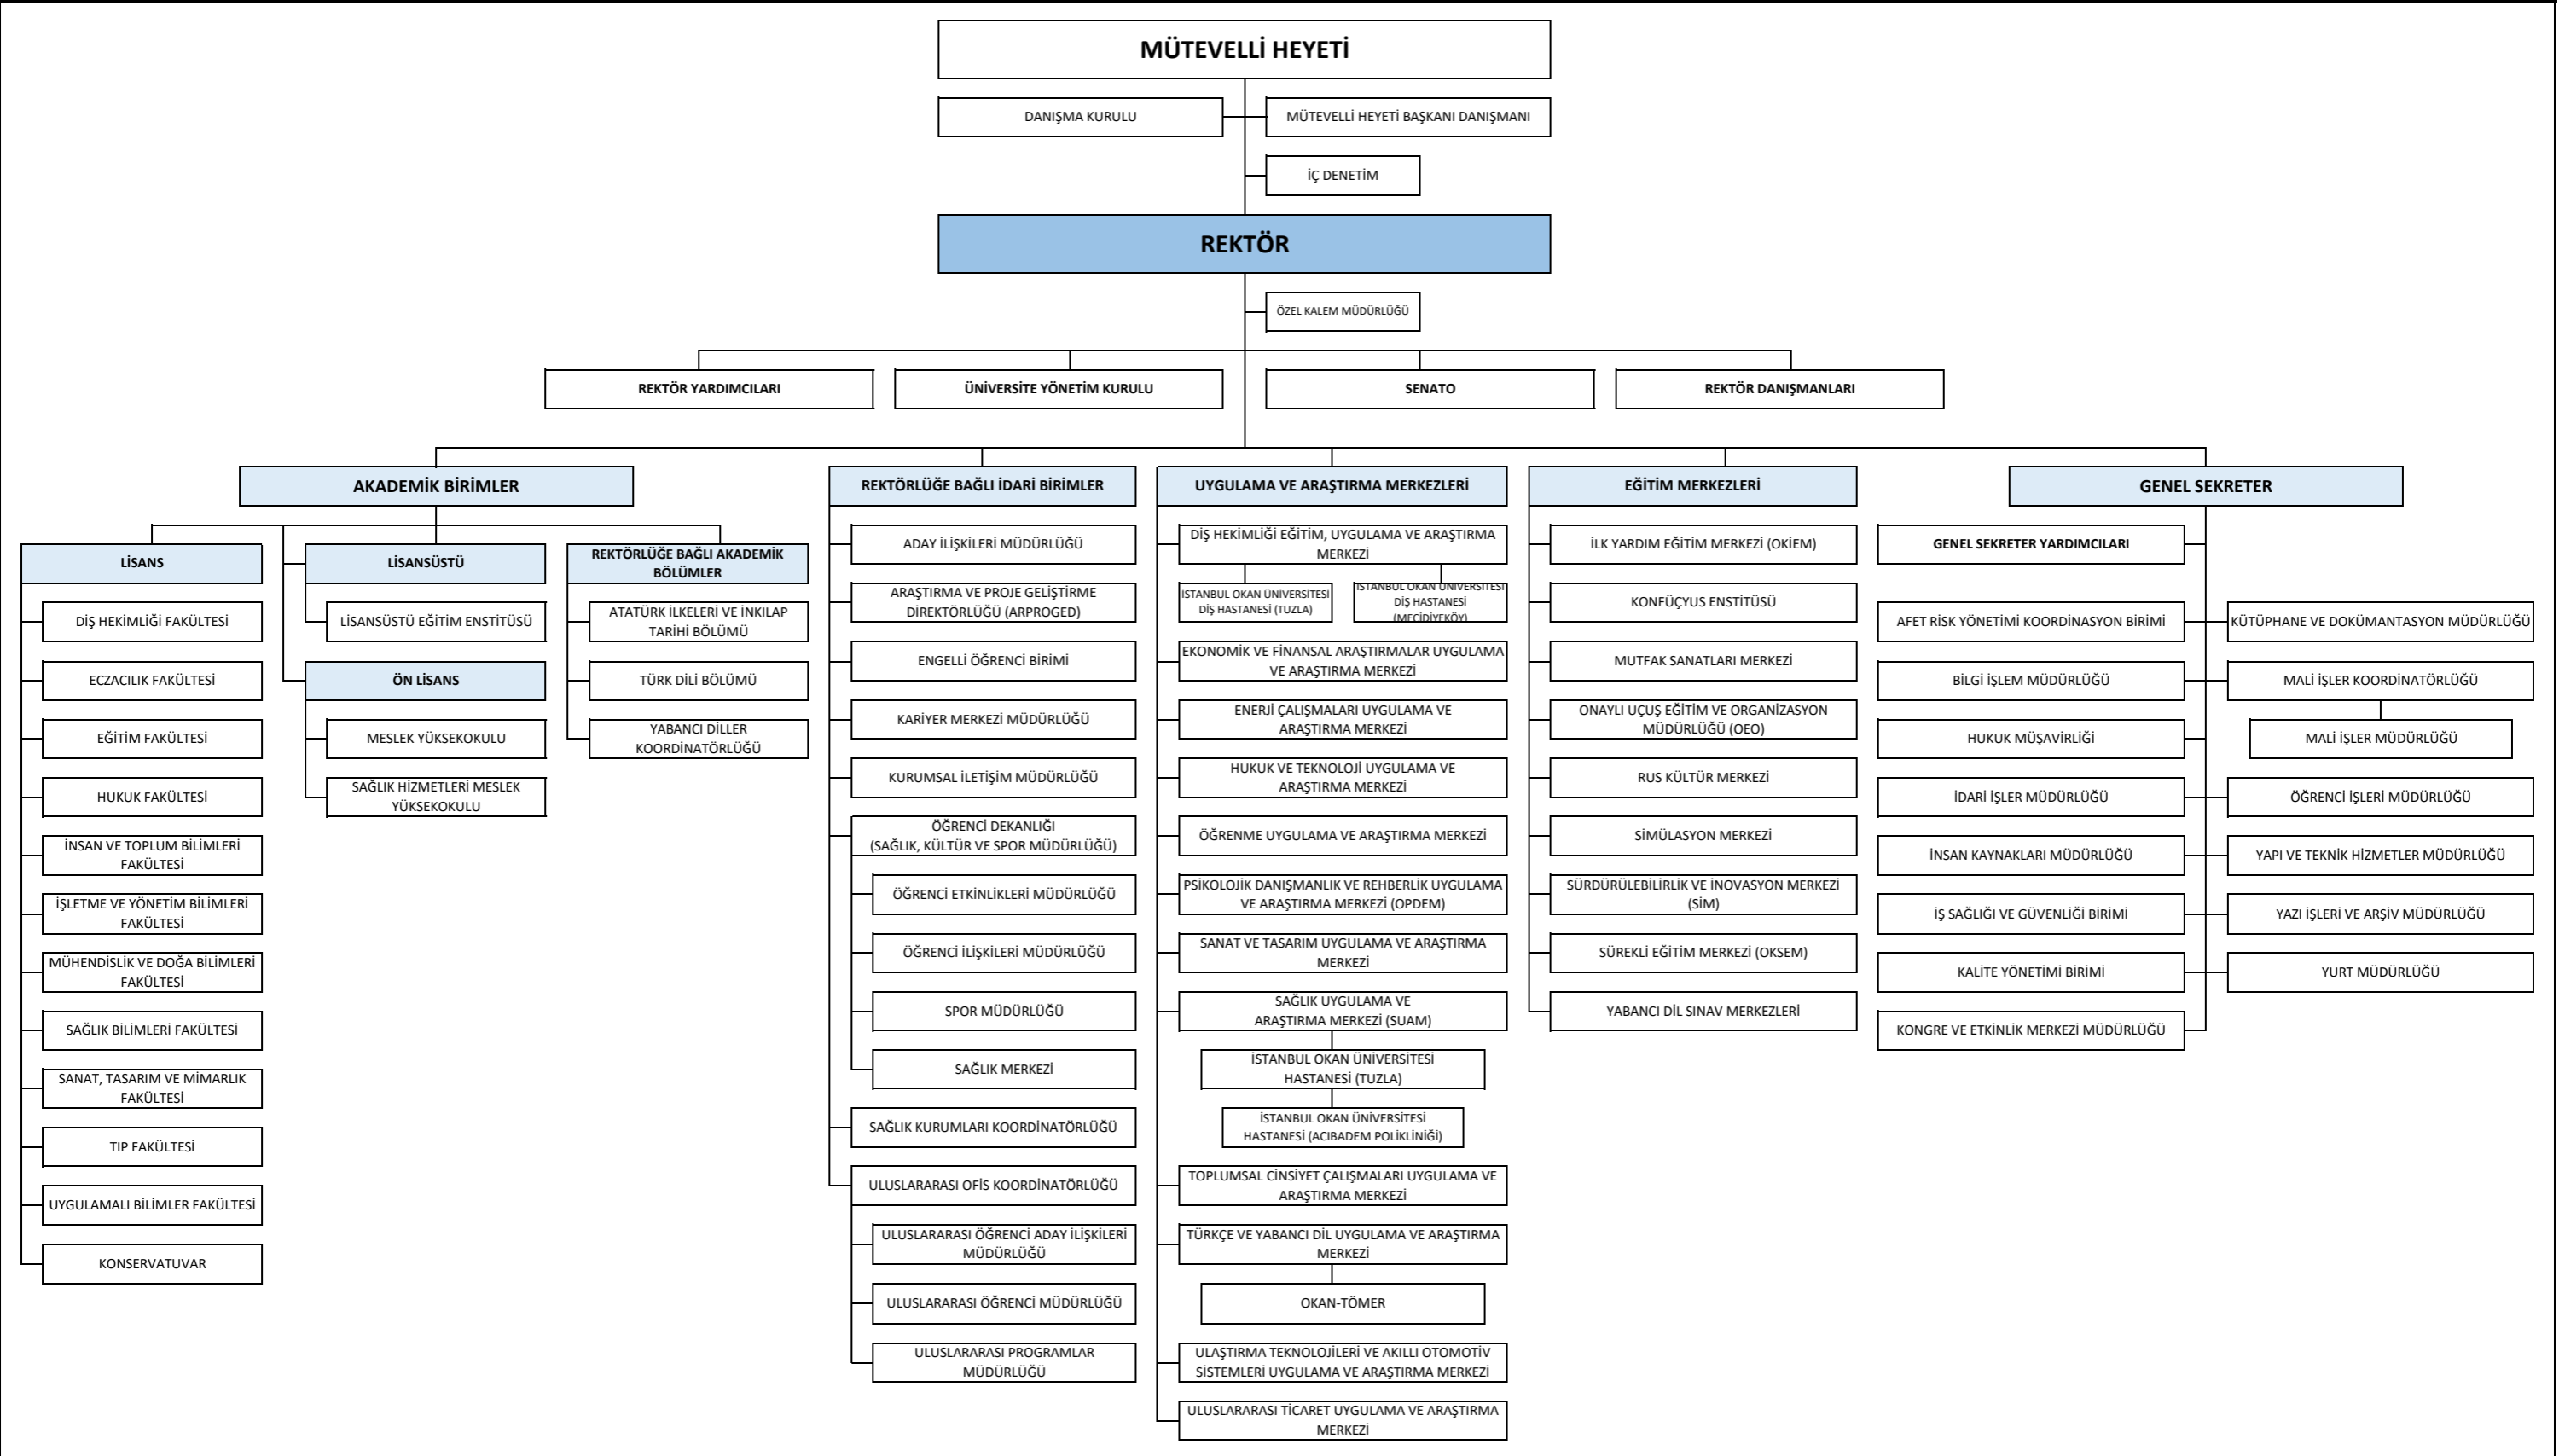 MÜTEVELLİ HEYETİ
DANIŞMA KURULU
MÜTEVELLİ HEYETİ BAŞKANI DANIŞMANI
İÇ DENETİM
REKTÖR
ÖZEL KALEM MÜDÜRLÜĞÜ
REKTÖR YARDIMCILARI
ÜNİVERSİTE YÖNETİM KURULU
SENATO
REKTÖR DANIŞMANLARI
AKADEMİK BİRİMLER
LİSANS
DİŞ HEKİMLİĞİ FAKÜLTESİ
ECZACILIK FAKÜLTESİ
EĞİTİM FAKÜLTESİ
HUKUK FAKÜLTESİ
İNSAN VE TOPLUM BİLİMLERİ
FAKÜLTESİ
İŞLETME VE YÖNETİM BİLİMLERİ
FAKÜLTESİ
MÜHENDİSLİK VE DOĞA BİLİMLERİ
FAKÜLTESİ
SAĞLIK BİLİMLERİ FAKÜLTESİ
SANAT, TASARIM VE MİMARLIK
FAKÜLTESİ
TIP FAKÜLTESİ
UYGULAMALI BİLİMLER FAKÜLTESİ
KONSERVATUVAR
LİSANSÜSTÜ
LİSANSÜSTÜ EĞİTİM ENSTİTÜSÜ
ÖN LİSANS
MESLEK YÜKSEKOKULU
SAĞLIK HİZMETLERİ MESLEK
YÜKSEKOKULU
REKTÖRLÜĞE BAĞLI AKADEMİK
BÖLÜMLER
ATATÜRK İLKELERİ VE İNKILAP
TARİHİ BÖLÜMÜ
TÜRK DİLİ BÖLÜMÜ
YABANCI DİLLER
KOORDİNATÖRLÜĞÜ
REKTÖRLÜĞE BAĞLI İDARİ BİRİMLER
ADAY İLİŞKİLERİ MÜDÜRLÜĞÜ
ARAŞTIRMA VE PROJE GELİŞTİRME
DİREKTÖRLÜĞÜ (ARPROGED)
ENGELLİ ÖĞRENCİ BİRİMİ
KARİYER MERKEZİ MÜDÜRLÜĞÜ
KURUMSAL İLETİŞİM MÜDÜRLÜĞÜ
ÖĞRENCİ DEKANLIĞI
(SAĞLIK, KÜLTÜR VE SPOR MÜDÜRLÜĞÜ)
ÖĞRENCİ ETKİNLİKLERİ MÜDÜRLÜĞÜ
ÖĞRENCİ İLİŞKİLERİ MÜDÜRLÜĞÜ
SPOR MÜDÜRLÜĞÜ
SAĞLIK MERKEZİ
SAĞLIK KURUMLARI KOORDİNATÖRLÜĞÜ
ULUSLARARASI OFİS KOORDİNATÖRLÜĞÜ
ULUSLARARASI ÖĞRENCİ ADAY İLİŞKİLERİ
MÜDÜRLÜĞÜ
ULUSLARARASI ÖĞRENCİ MÜDÜRLÜĞÜ
ULUSLARARASI PROGRAMLAR
MÜDÜRLÜĞÜ
UYGULAMA VE ARAŞTIRMA MERKEZLERİ
DİŞ HEKİMLİĞİ EĞİTİM, UYGULAMA VE ARAŞTIRMA
MERKEZİ
İSTANBUL OKAN ÜNİVERSİTESİ
DİŞ HASTANESİ (TUZLA)
İSTANBUL OKAN ÜNİVERSİTESİ
DİŞ HASTANESİ
(MECİDİYEKÖY)
EKONOMİK VE FİNANSAL ARAŞTIRMALAR UYGULAMA
VE ARAŞTIRMA MERKEZİ
ENERJİ ÇALIŞMALARI UYGULAMA VE
ARAŞTIRMA MERKEZİ
HUKUK VE TEKNOLOJİ UYGULAMA VE
ARAŞTIRMA MERKEZİ
ÖĞRENME UYGULAMA VE ARAŞTIRMA MERKEZİ
PSİKOLOJİK DANIŞMANLIK VE REHBERLİK UYGULAMA
VE ARAŞTIRMA MERKEZİ (OPDEM)
SANAT VE TASARIM UYGULAMA VE ARAŞTIRMA
MERKEZİ
SAĞLIK UYGULAMA VE
ARAŞTIRMA MERKEZİ (SUAM)
İSTANBUL OKAN ÜNİVERSİTESİ
HASTANESİ (TUZLA)
İSTANBUL OKAN ÜNİVERSİTESİ
HASTANESİ (ACIBADEM POLİKLİNİĞİ)
TOPLUMSAL CİNSİYET ÇALIŞMALARI UYGULAMA VE
ARAŞTIRMA MERKEZİ
TÜRKÇE VE YABANCI DİL UYGULAMA VE ARAŞTIRMA
MERKEZİ
OKAN-TÖMER
ULAŞTIRMA TEKNOLOJİLERİ VE AKILLI OTOMOTİV
SİSTEMLERİ UYGULAMA VE ARAŞTIRMA MERKEZİ
ULUSLARARASI TİCARET UYGULAMA VE ARAŞTIRMA
MERKEZİ
EĞİTİM MERKEZLERİ
İLK YARDIM EĞİTİM MERKEZİ (OKİEM)
KONFÜÇYUS ENSTİTÜSÜ
MUTFAK SANATLARI MERKEZİ
ONAYLI UÇUŞ EĞİTİM VE ORGANİZASYON
MÜDÜRLÜĞÜ (OEO)
RUS KÜLTÜR MERKEZİ
SİMÜLASYON MERKEZİ
SÜRDÜRÜLEBİLİRLİK VE İNOVASYON MERKEZİ
(SİM)
SÜREKLİ EĞİTİM MERKEZİ (OKSEM)
YABANCI DİL SINAV MERKEZLERİ
GENEL SEKRETER
GENEL SEKRETER YARDIMCILARI
AFET RİSK YÖNETİMİ KOORDİNASYON BİRİMİ
BİLGİ İŞLEM MÜDÜRLÜĞÜ
HUKUK MÜŞAVİRLİĞİ
İDARİ İŞLER MÜDÜRLÜĞÜ
İNSAN KAYNAKLARI MÜDÜRLÜĞÜ
İŞ SAĞLIĞI VE GÜVENLİĞİ BİRİMİ
KALİTE YÖNETİMİ BİRİMİ
KONGRE VE ETKİNLİK MERKEZİ MÜDÜRLÜĞÜ
KÜTÜPHANE VE DOKÜMANTASYON MÜDÜRLÜĞÜ
MALİ İŞLER KOORDİNATÖRLÜĞÜ
MALİ İŞLER MÜDÜRLÜĞÜ
ÖĞRENCİ İŞLERİ MÜDÜRLÜĞÜ
YAPI VE TEKNİK HİZMETLER MÜDÜRLÜĞÜ
YAZI İŞLERİ VE ARŞİV MÜDÜRLÜĞÜ
YURT MÜDÜRLÜĞÜ